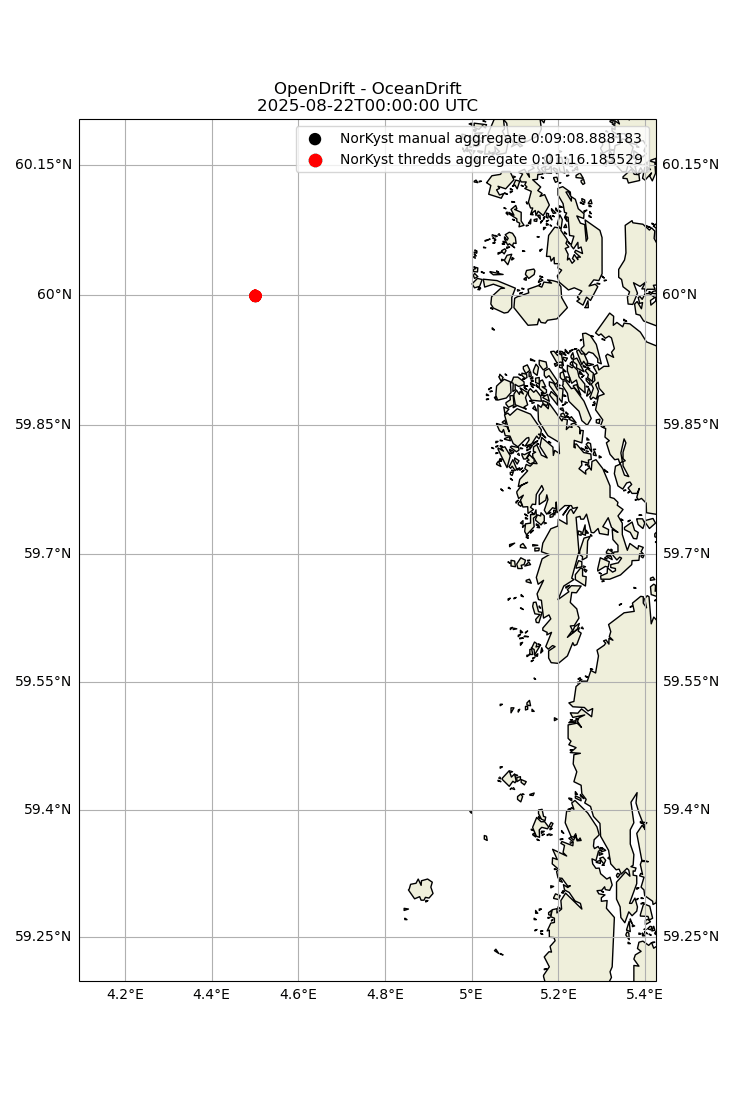 OpenDrift - OceanDrift
2025-08-22T00:00:00 UTC
NorKyst manual aggregate 0:09:08.888183
NorKyst thredds aggregate 0:01:16.185529
60.15°N 60.15°N
60°N 60°N
59.85°N 59.85°N
59.7°N 59.7°N
59.55°N 59.55°N
59.4°N 59.4°N
59.25°N 59.25°N
4.2°E 4.4°E 4.6°E 4.8°E 5°E 5.2°E 5.4°E